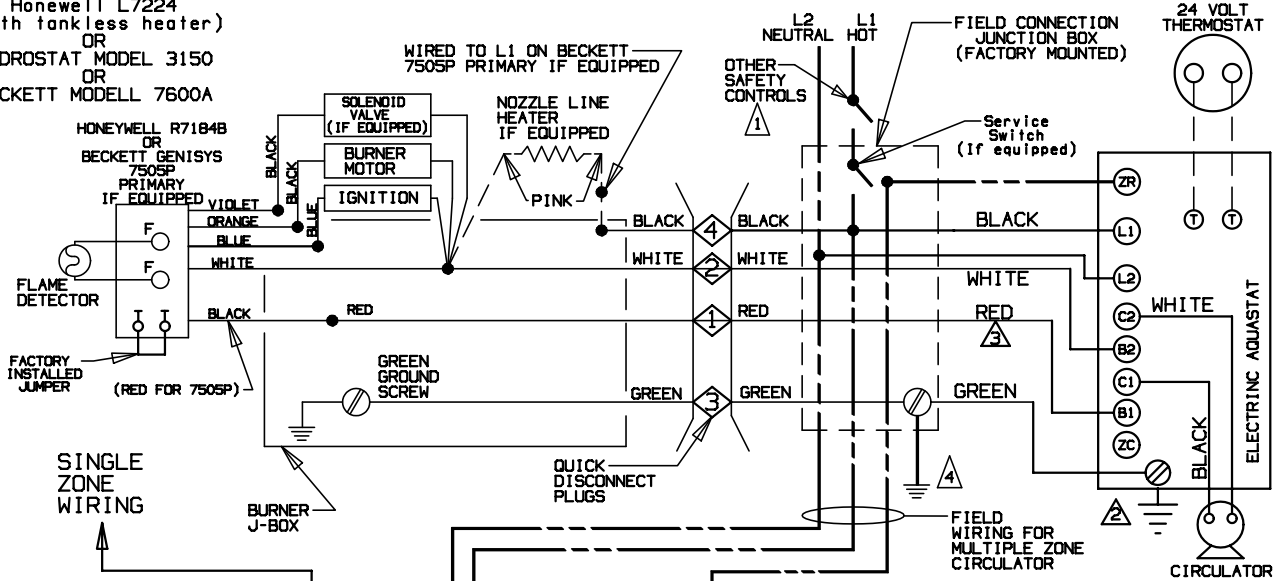 Honewell L7224
th tankless heater)
OR
DROSTAT MODEL 3150
OR
CKETT MODELL 7600A
HONEYWELL R7184B
OR
BECKETT GENISYS
7505P
PRIMARY
IF EQUIPPED
SOLENOID
VALVE
(IF EQUIPPED)
BURNER
MOTOR
IGNITION
BLACK
BLACK
BLUE
VIOLET
ORANGE
BLUE
WHITE
BLACK
F
F
T T
FLAME
DETECTOR
FACTORY
INSTALLED
JUMPER
(RED FOR 7505P)
RED
GREEN
GROUND
SCREW
BURNER
J-BOX
SINGLE
ZONE
WIRING
WIRED TO L1 ON BECKETT
7505P PRIMARY IF EQUIPPED
NOZZLE LINE
HEATER
IF EQUIPPED
PINK
BLACK 4 BLACK
WHITE 2 WHITE
1 RED
GREEN 3 GREEN
QUICK
DISCONNECT
PLUGS
L2 L1
NEUTRAL HOT
OTHER
SAFETY
CONTROLS
1
FIELD CONNECTION
JUNCTION BOX
(FACTORY MOUNTED)
Service
Switch
(If equipped)
BLACK
WHITE
RED
3
GREEN
4
FIELD
WIRING FOR
MULTIPLE ZONE
CIRCULATOR
24 VOLT
THERMOSTAT
T T
ZR
L1
L2
C2
WHITE
B2
C1
B1
ZC
BLACK
ELECTRINC AQUASTAT
2
CIRCULATOR